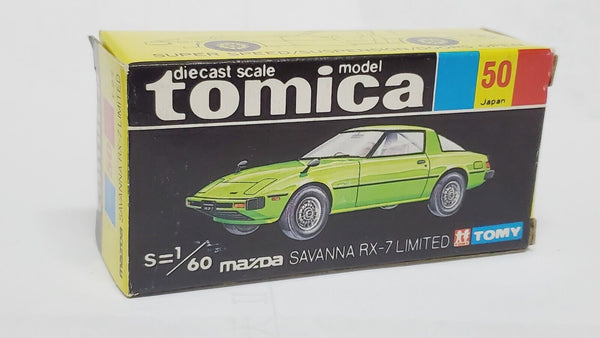 SUPER SPEED/SUSPENSION/
diecast scale model
tomica
50
Japan
S=1/60 mazda SAVANNA RX-7 LIMITED
TOMY
mazda SAVANNA RX-7 LIMITED